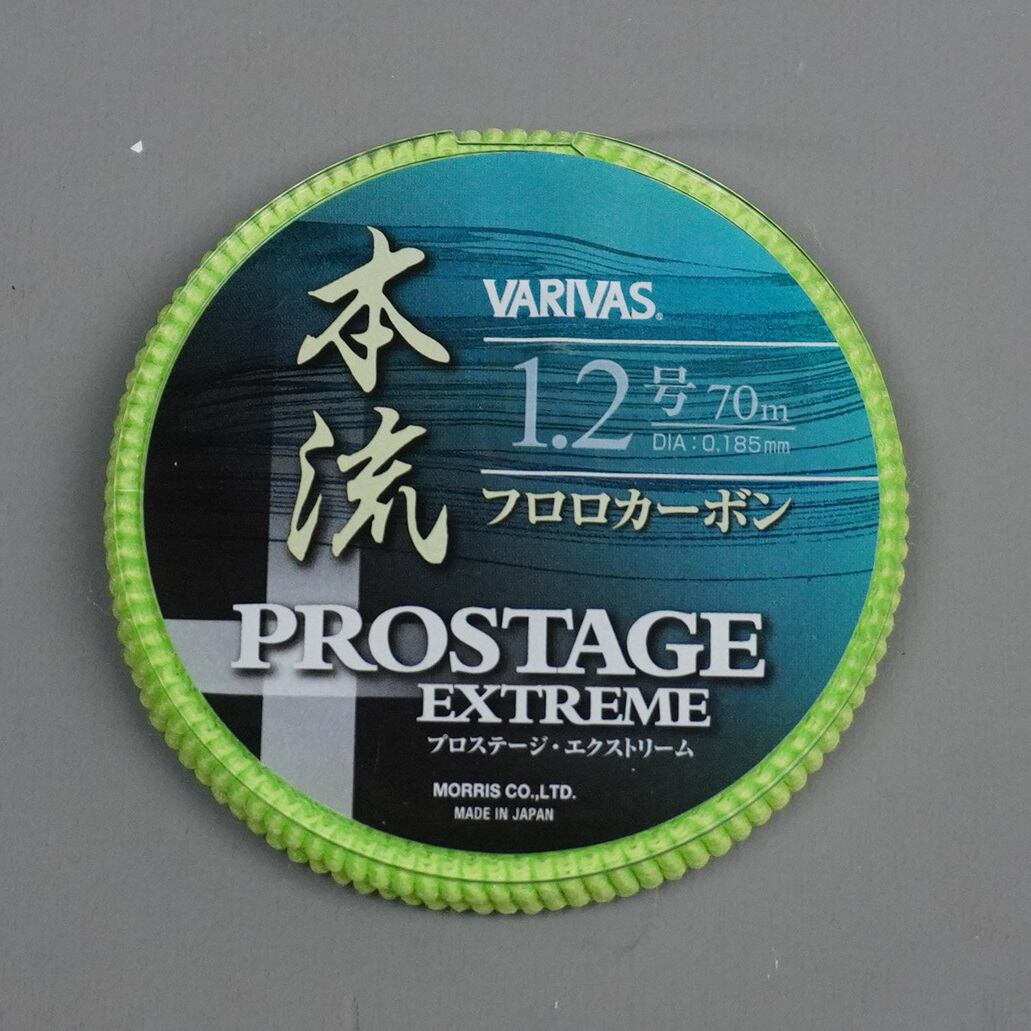 本流
VARIVAS®
1.2号 70m
DIA:0.185mm
フロロカーボン
PROSTAGE
EXTREME
プロステージ・エクストリーム
MORRIS CO.,LTD.
MADE IN JAPAN